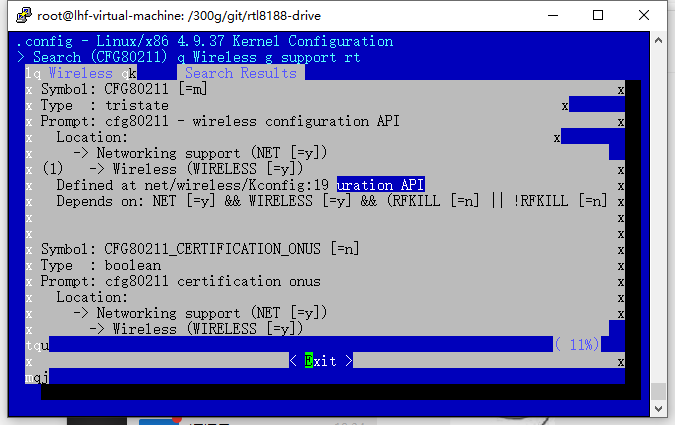 root@lhf-virtual-machine: /300g/git/rtl8188-drive
.config - Linux/x86 4.9.37 Kernel Configuration
> Search (CFG80211) q Wireless g support rt
lq Wireless ck Search Results
x Symbol: CFG80211 [=m] x
x Type : tristate x
x Prompt: cfg80211 - wireless configuration API x
x Location: x
x -> Networking support (NET [=y])
x (1) -> Wireless (WIRELESS [=y]) x
x Defined at net/wireless/Kconfig:19 uration API x
x Depends on: NET [=y] && WIRELESS [=y] && (RFKILL [=n] || !RFKILL [=n] x
x x
x x
x Symbol: CFG80211_CERTIFICATION_ONUS [=n] x
x Type : boolean x
x Prompt: cfg80211 certification onus x
x Location: x
x -> Networking support (NET [=y]) x
x -> Wireless (WIRELESS [=y])
tqu ( 11%)
x < Exit > x
mqj